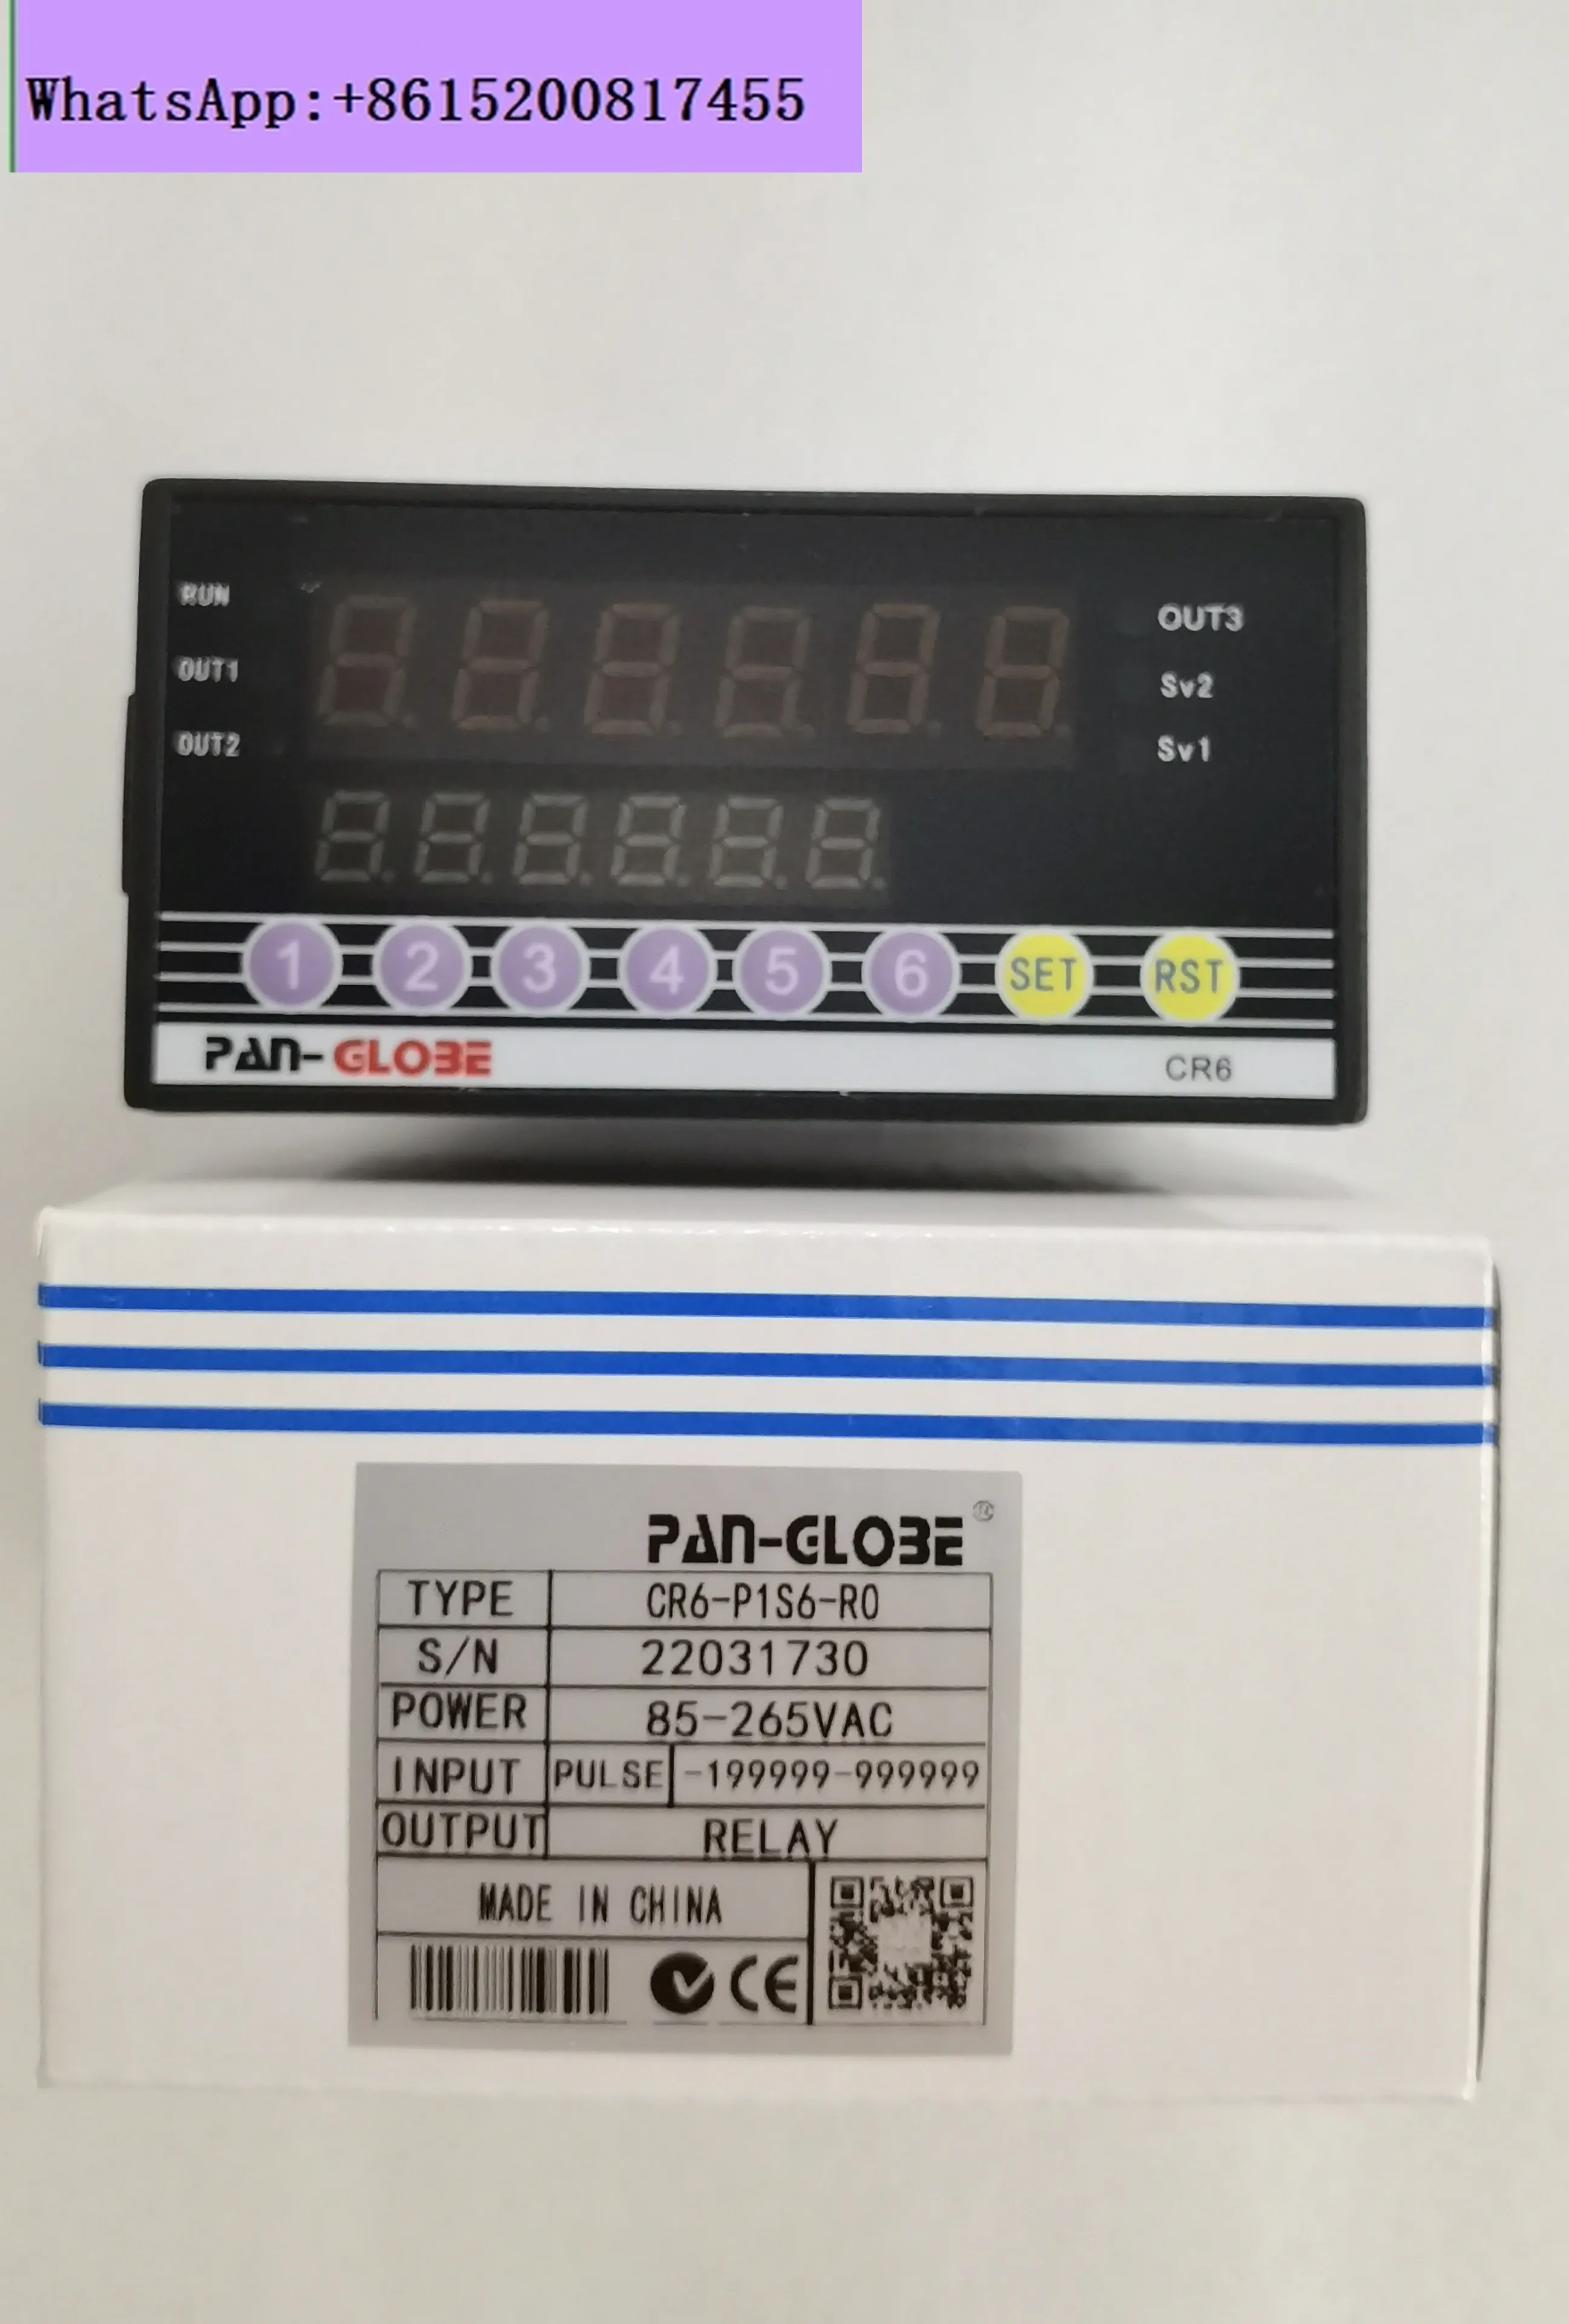 WhatsApp:+8615200817455
RUN
OUT1
OUT2
OUT3
Sv2
Sv1
1 2 3 4 5 6 SET RST
PAN-GLOBE CR6
PAN-GLOBE
TYPE CR6-P1S6-R0
S/N 22031730
POWER 85-265VAC
INPUT PULSE -199999-999999
OUTPUT RELAY
MADE IN CHINA
CE